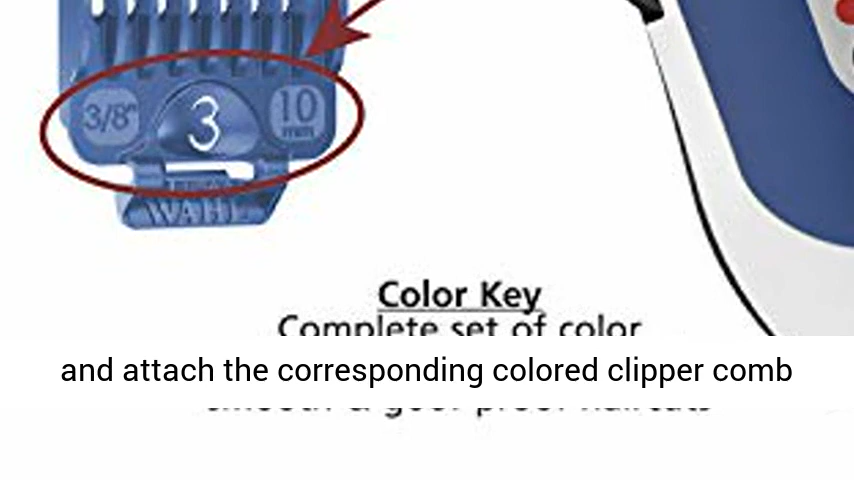 3/8" 3 10
mm
WAHL
Color Key
Complete set of color
and attach the corresponding colored clipper comb